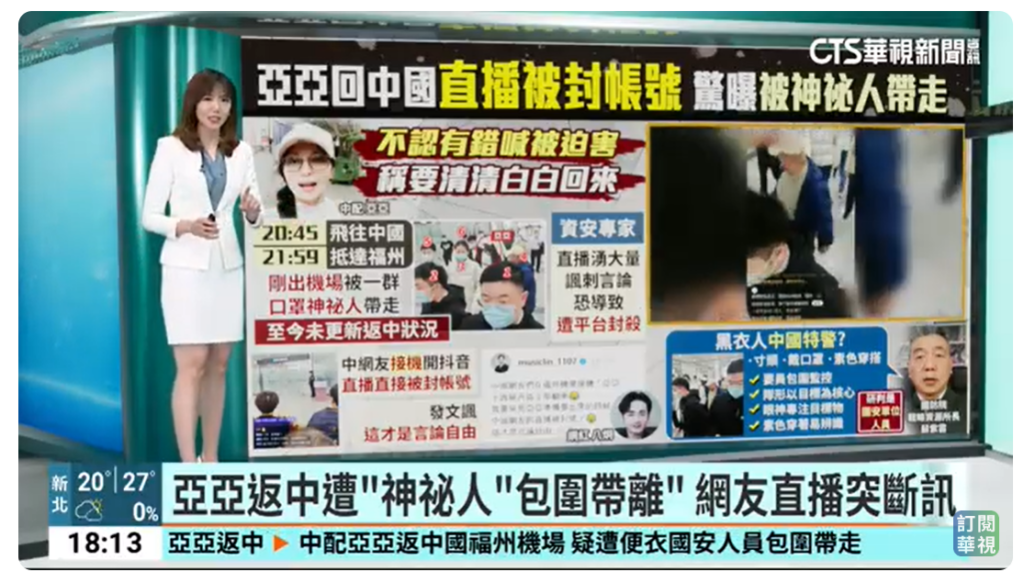 CTS華視新聞
亞亞回中國直播被封帳號 驚曝被神祕人帶走
不認有錯喊被迫害
稱要清清白白回來
中配 亞亞
20:45 飛往中國
21:59 抵達福州
剛出機場被一群
口罩神祕人帶走
至今未更新返中狀況
亞亞
資安專家
直播湧大量
諷刺言論
恐導致
遭平台封殺
中網友接機開抖音
直播直接被封帳號
發文諷
這才是言論自由
黑衣人中國特警?
·寸頭 ·戴口罩 ·素色穿搭
包圍監控
隊形以目標為核心
眼神專注目標物
素色穿著易辨識
研判是
國安單位
人員
新北
20° 27°
0%
亞亞返中遭"神祕人"包圍帶離" 網友直播突斷訊
18:13
亞亞返中 ▶ 中配亞亞返中國福州機場 疑遭便衣國安人員包圍帶走
訂閱
華視